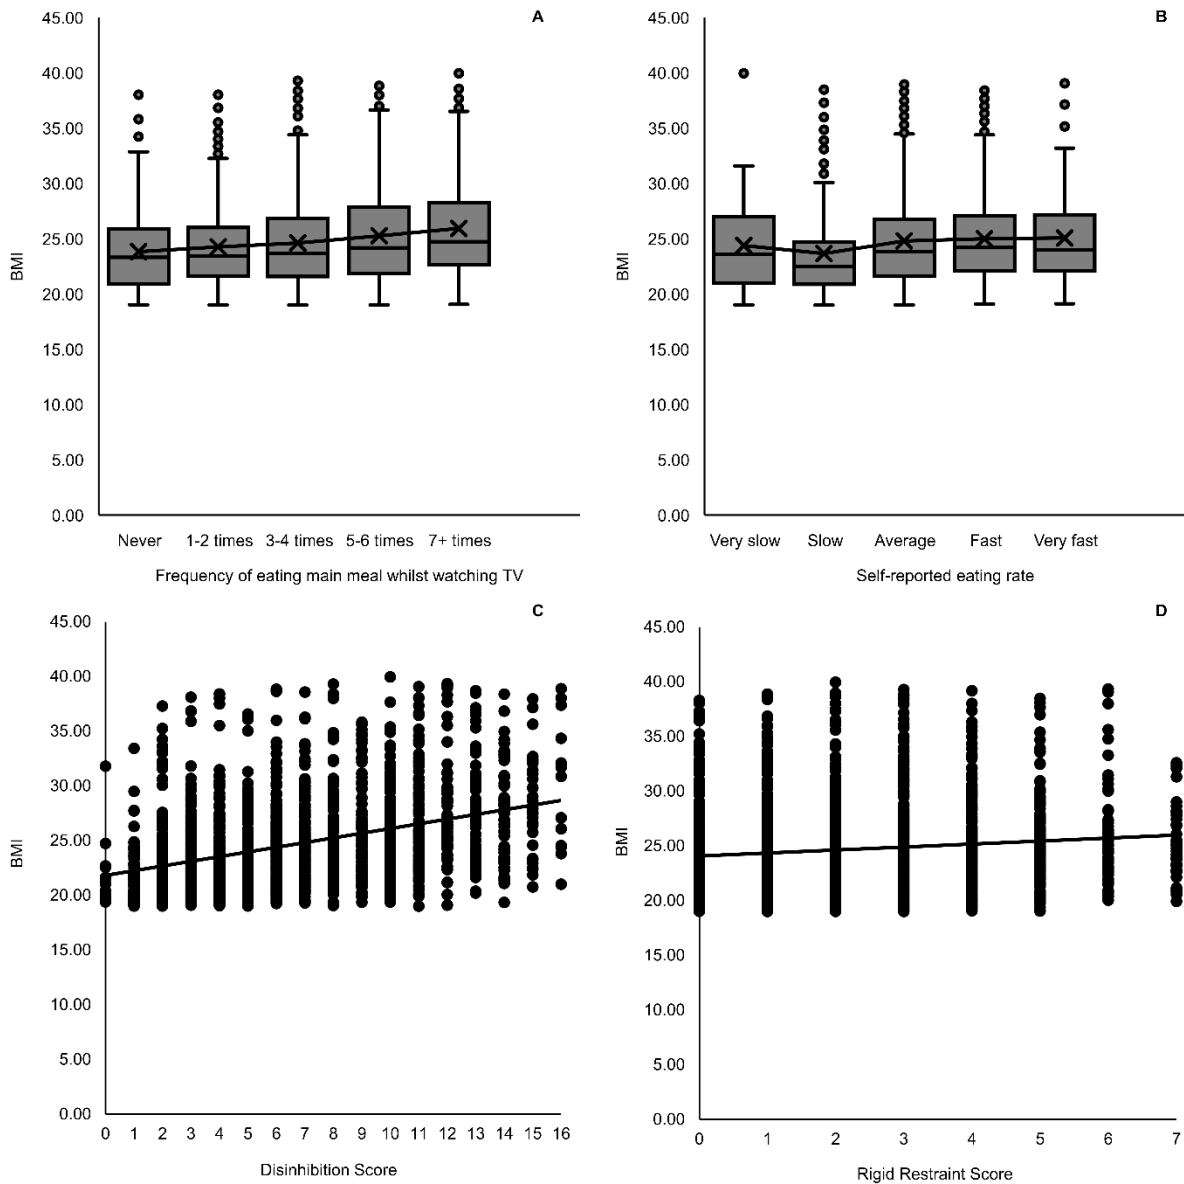 A
45.00
40.00
35.00
30.00
25.00
20.00
15.00
10.00
5.00
0.00
BMI
Never 1-2 times 3-4 times 5-6 times 7+ times
Frequency of eating main meal whilst watching TV
B
45.00
40.00
35.00
30.00
25.00
20.00
15.00
10.00
5.00
0.00
BMI
Very slow Slow Average Fast Very fast
Self-reported eating rate
C
45.00
40.00
35.00
30.00
25.00
20.00
15.00
10.00
5.00
0.00
BMI
0 1 2 3 4 5 6 7 8 9 10 11 12 13 14 15 16
Disinhibition Score
D
45.00
40.00
35.00
30.00
25.00
20.00
15.00
10.00
5.00
0.00
BMI
0 1 2 3 4 5 6 7
Rigid Restraint Score